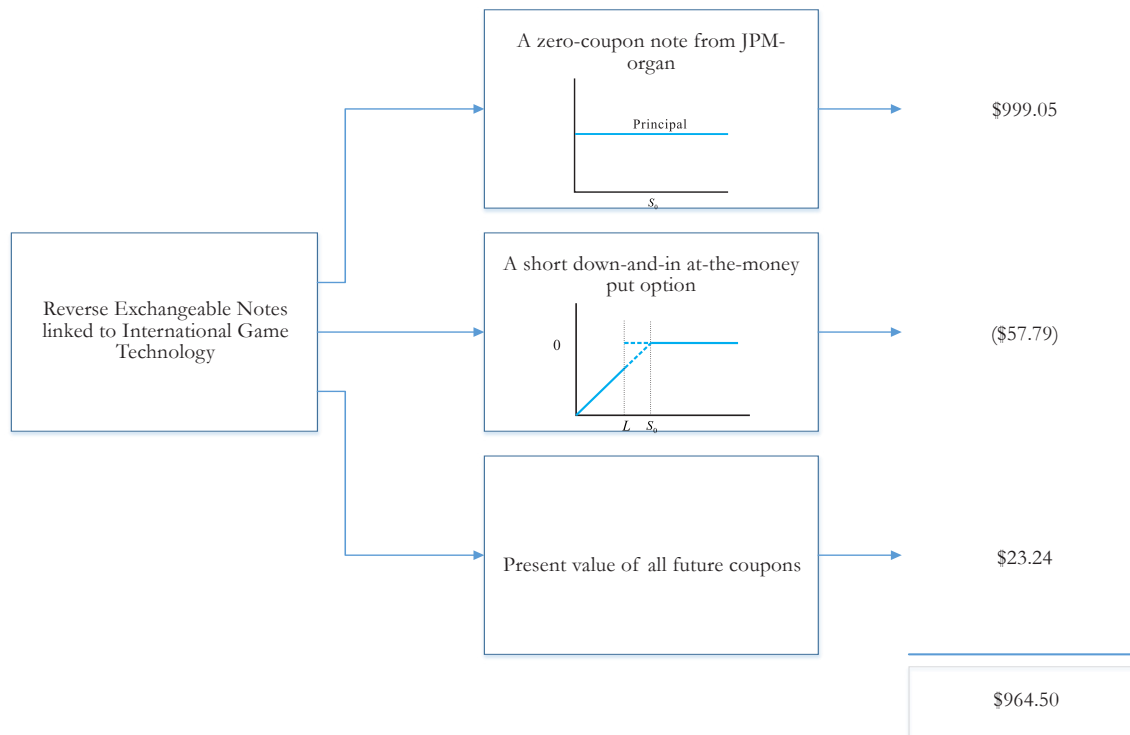 A zero-coupon note from JPM-
organ
Principal
S₀
$999.05
Reverse Exchangeable Notes
linked to International Game
Technology
A short down-and-in at-the-money
put option
0
L S₀
($57.79)
Present value of all future coupons
$23.24
$964.50